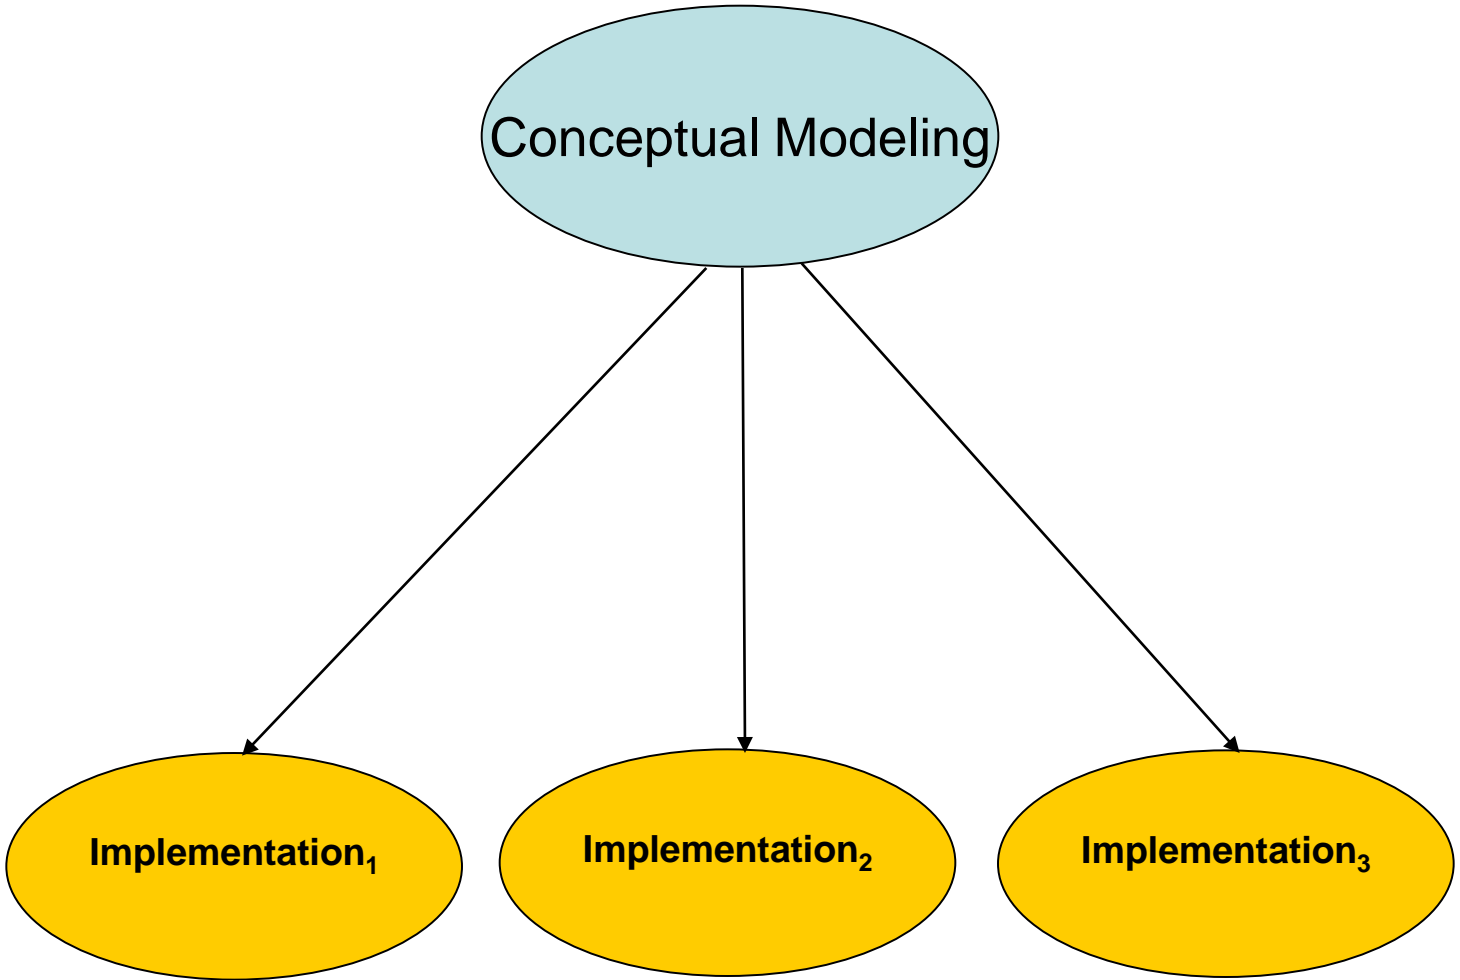 Conceptual Modeling
Implementation₁
Implementation₂
Implementation₃